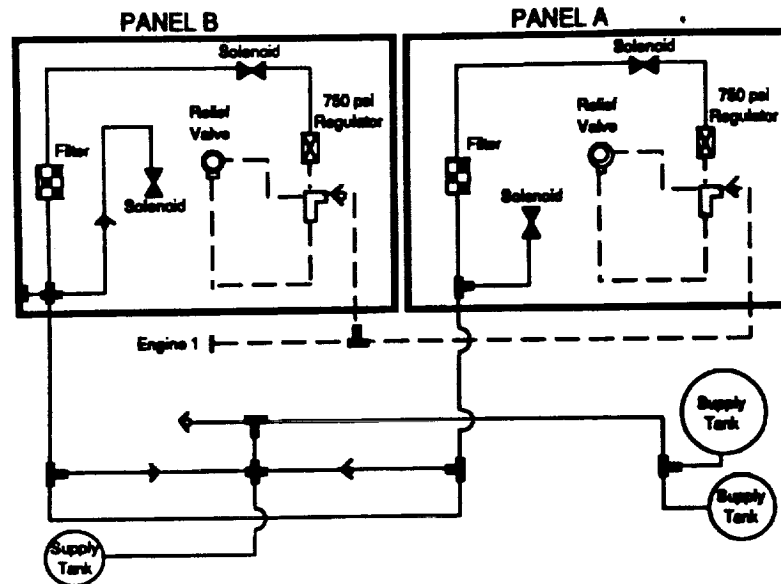 PANEL B
PANEL A
Solenoid
Solenoid
750 psi
Regulator
750 psi
Regulator
Relief
Valve
Relief
Valve
Filter
Filter
Solenoid
Solenoid
Engine 1
Supply
Tank
Supply
Tank
Supply
Tank